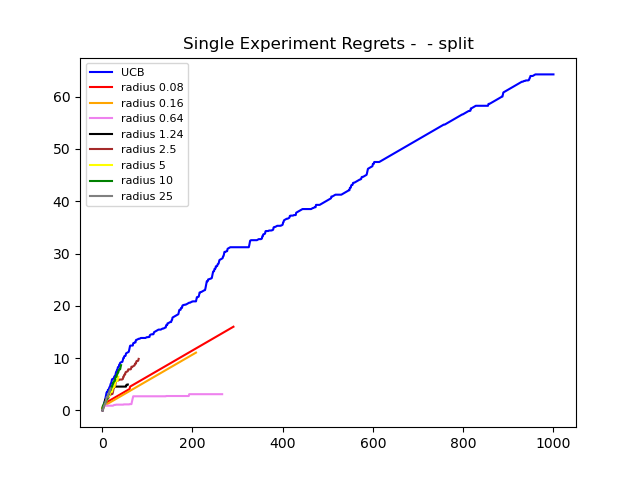 Single Experiment Regrets -  - split
UCB
radius 0.08
radius 0.16
radius 0.64
radius 1.24
radius 2.5
radius 5
radius 10
radius 25
60
50
40
30
20
10
0
0 200 400 600 800 1000